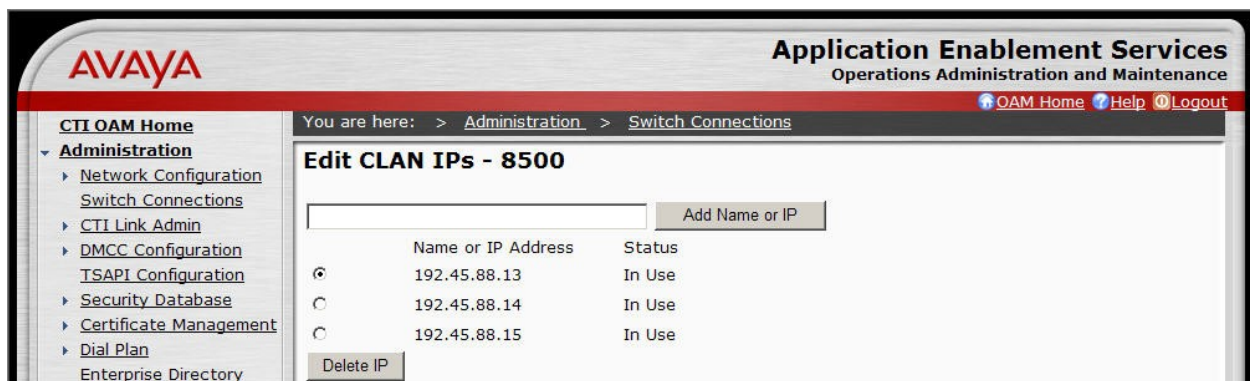 AVAYA
Application Enablement Services
Operations Administration and Maintenance
OAM Home Help Logout
CTI OAM Home
Administration
Network Configuration
Switch Connections
CTI Link Admin
DMCC Configuration
TSAPI Configuration
Security Database
Certificate Management
Dial Plan
Enterprise Directory
You are here: > Administration > Switch Connections
Edit CLAN IPs - 8500
Add Name or IP
Name or IP Address Status
192.45.88.13 In Use
192.45.88.14 In Use
192.45.88.15 In Use
Delete IP